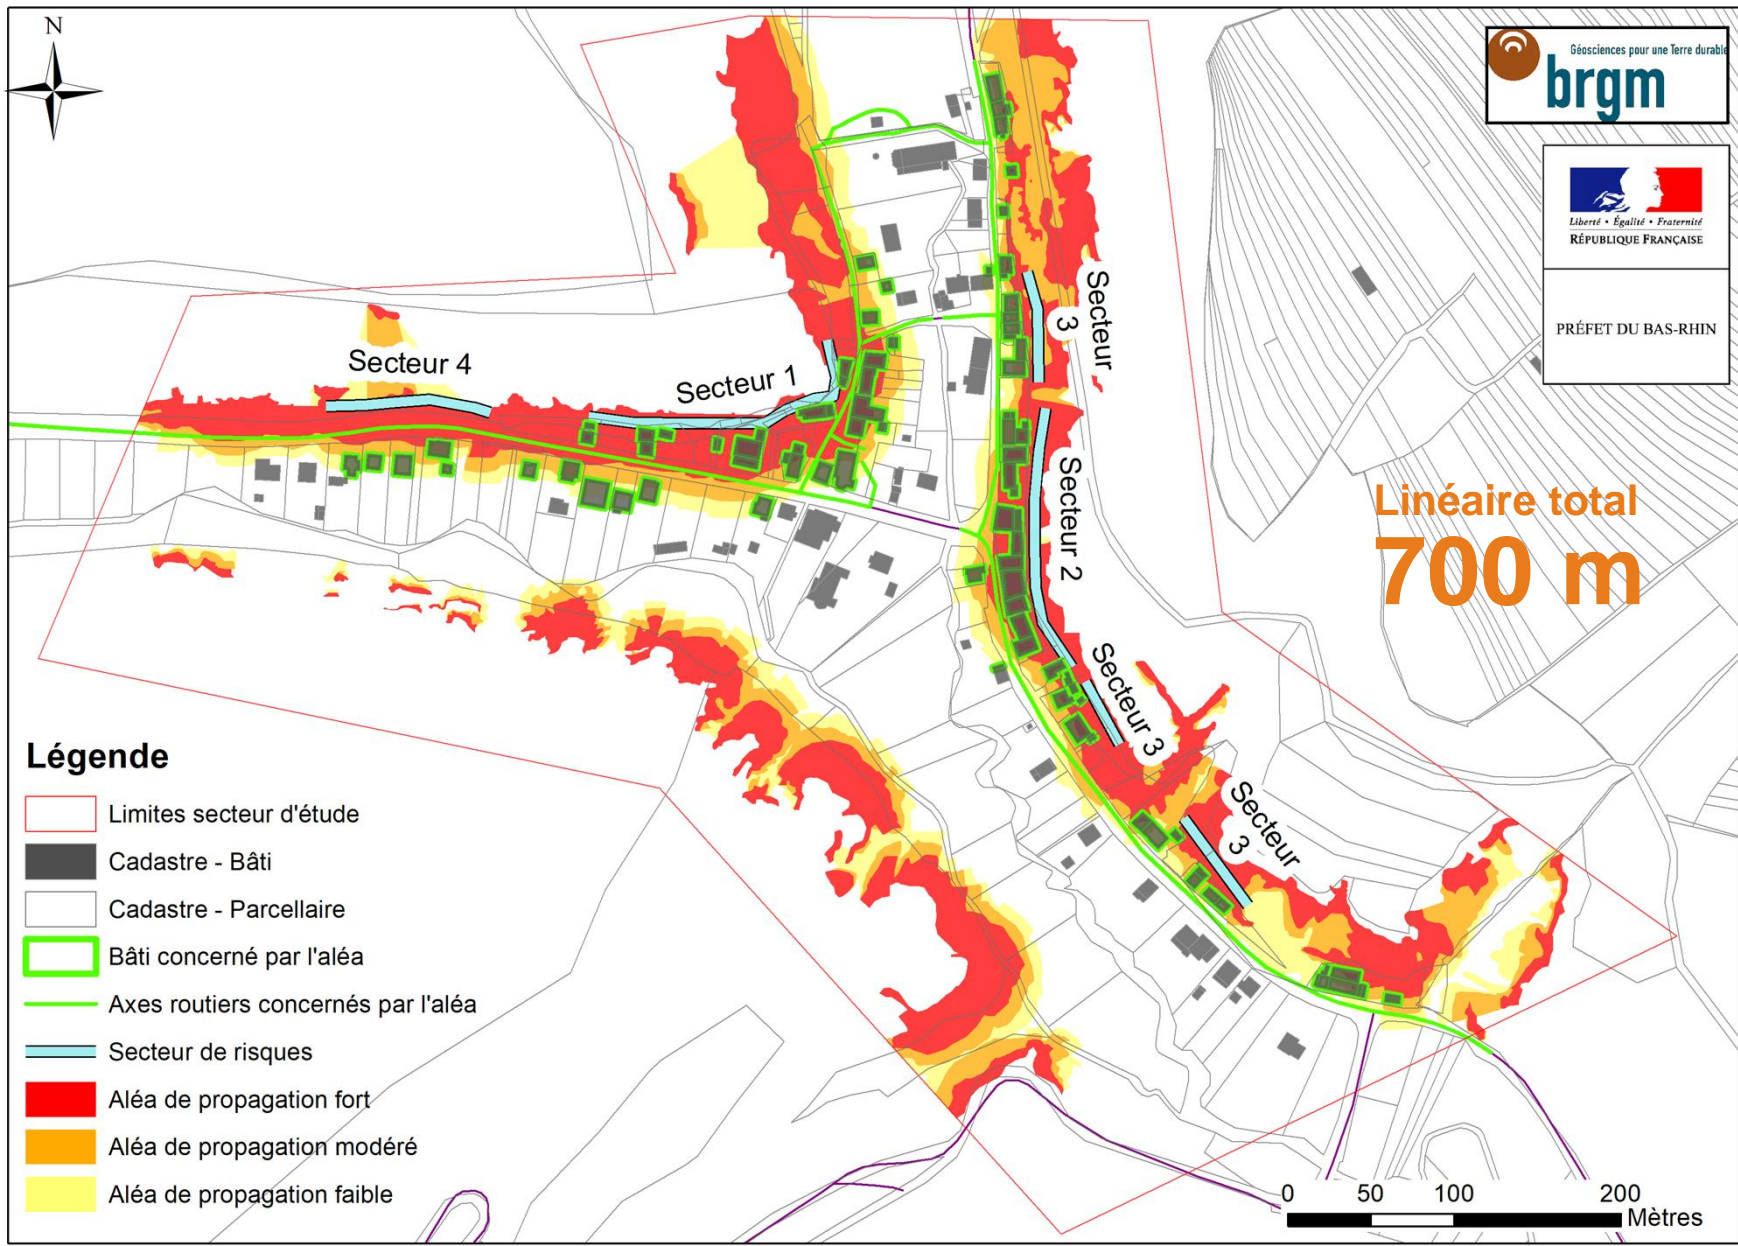 N
Géosciences pour une Terre durable
brgm
Liberté • Égalité • Fraternité
RÉPUBLIQUE FRANÇAISE
PRÉFET DU BAS-RHIN
Secteur
3
Secteur 4
Secteur 1
Secteur 2
Linéaire total
700 m
Secteur 3
Secteur
3
Légende
Limites secteur d'étude
Cadastre - Bâti
Cadastre - Parcellaire
Bâti concerné par l'aléa
Axes routiers concernés par l'aléa
Secteur de risques
Aléa de propagation fort
Aléa de propagation modéré
Aléa de propagation faible
0 50 100 200
Mètres